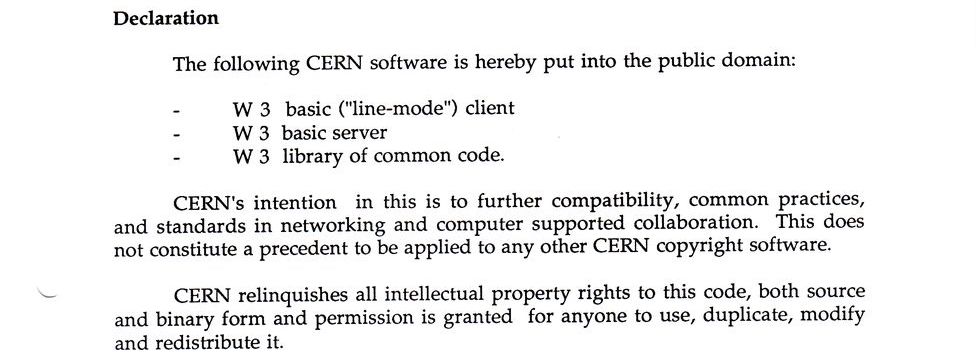 Declaration
The following CERN software is hereby put into the public domain:
- W 3 basic ("line-mode") client
- W 3 basic server
- W 3 library of common code.
CERN's intention in this is to further compatibility, common practices,
and standards in networking and computer supported collaboration. This does
not constitute a precedent to be applied to any other CERN copyright software.
CERN relinquishes all intellectual property rights to this code, both source
and binary form and permission is granted for anyone to use, duplicate, modify
and redistribute it.